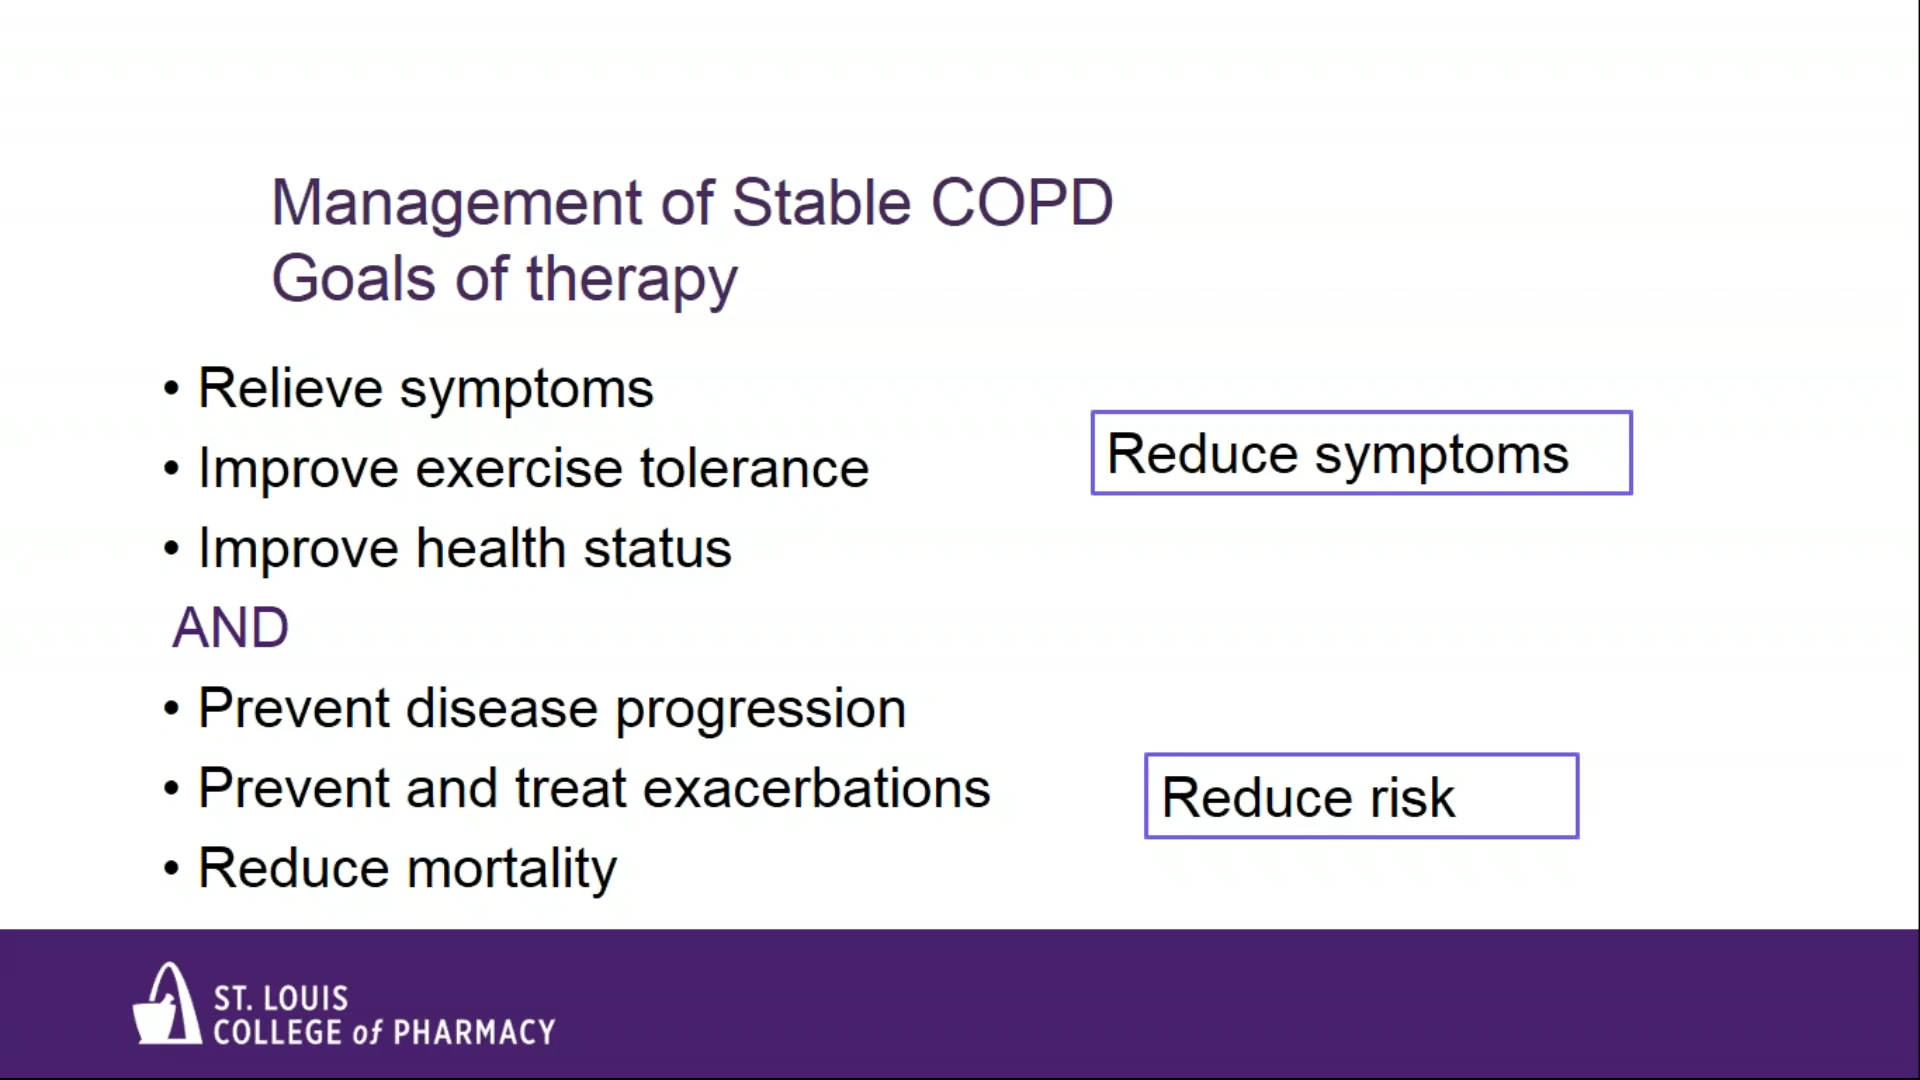 Management of Stable COPD
Goals of therapy
• Relieve symptoms
• Improve exercise tolerance
• Improve health status
AND
• Prevent disease progression
• Prevent and treat exacerbations
• Reduce mortality
Reduce symptoms
Reduce risk
ST. LOUIS
COLLEGE of PHARMACY